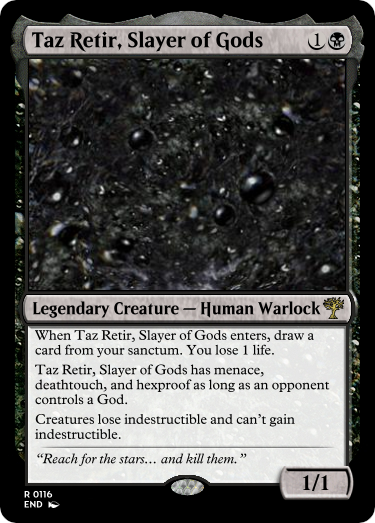 Taz Retir, Slayer of Gods 1
Legendary Creature — Human Warlock
When Taz Retir, Slayer of Gods enters, draw a
card from your sanctum. You lose 1 life.
Taz Retir, Slayer of Gods has menace,
deathtouch, and hexproof as long as an opponent
controls a God.
Creatures lose indestructible and can’t gain
indestructible.
“Reach for the stars… and kill them.”
1/1
R 0116
END